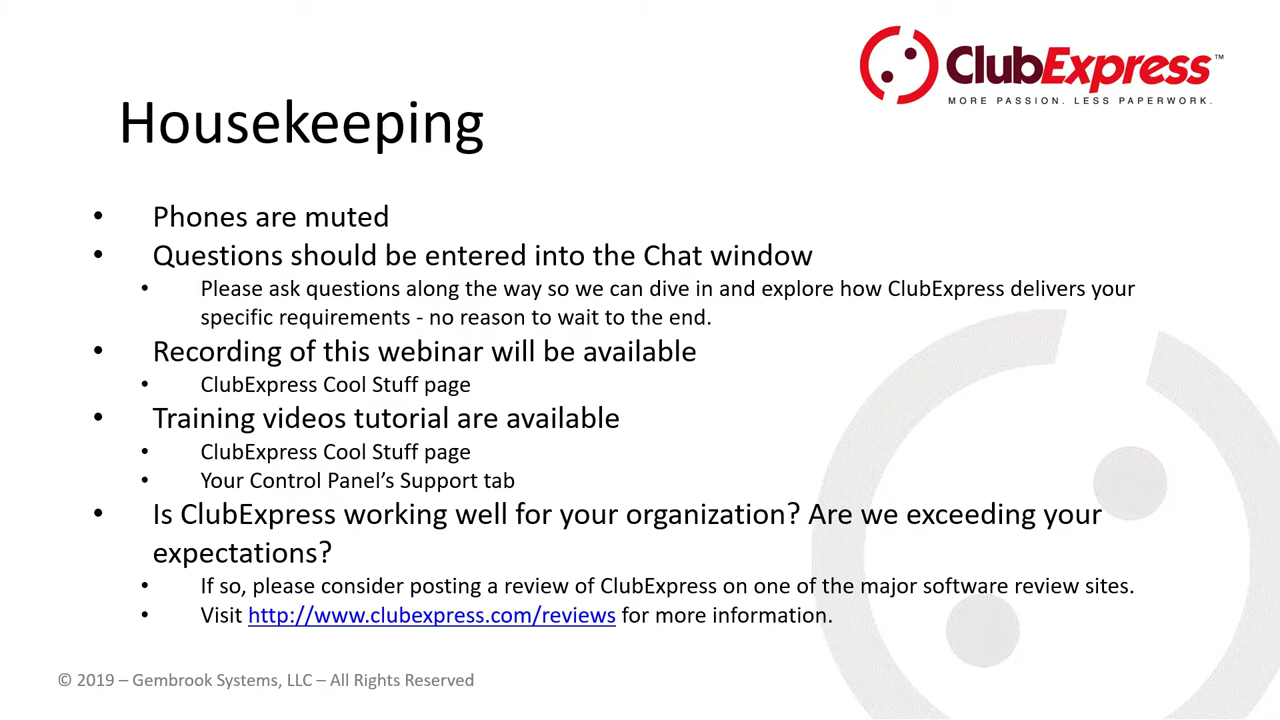 ClubExpress™
MORE PASSION. LESS PAPERWORK.
Housekeeping
• Phones are muted
• Questions should be entered into the Chat window
• Please ask questions along the way so we can dive in and explore how ClubExpress delivers your
specific requirements - no reason to wait to the end.
• Recording of this webinar will be available
• ClubExpress Cool Stuff page
• Training videos tutorial are available
• ClubExpress Cool Stuff page
• Your Control Panel’s Support tab
• Is ClubExpress working well for your organization? Are we exceeding your
expectations?
• If so, please consider posting a review of ClubExpress on one of the major software review sites.
• Visit http://www.clubexpress.com/reviews for more information.
© 2019 – Gembrook Systems, LLC – All Rights Reserved